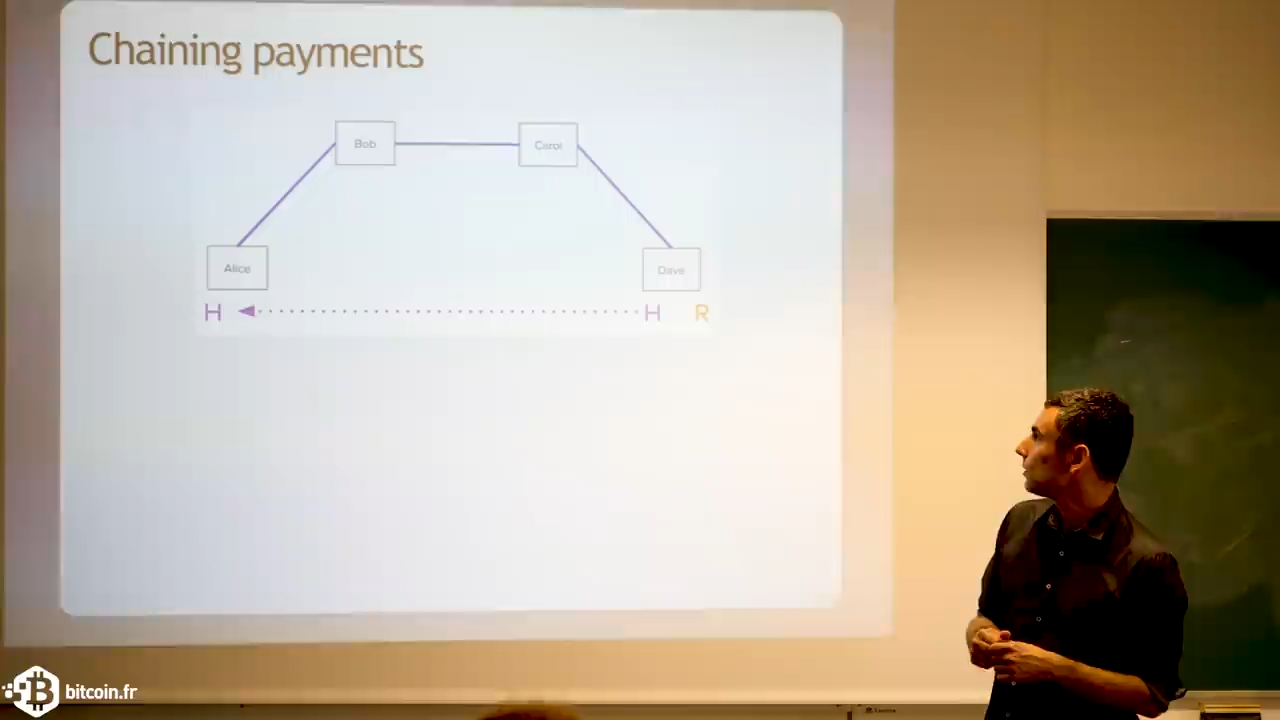 Chaining payments
Bob
Carol
Alice
Dave
H
H
R
bitcoin.fr